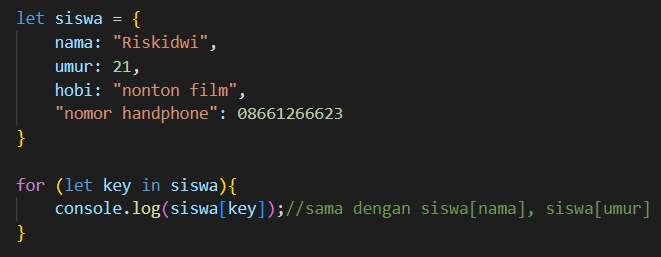 let siswa = {
    nama: "Riskidwi",
    umur: 21,
    hobi: "nonton film",
    "nomor handphone": 08661266623
}

for (let key in siswa){
    console.log(siswa[key]);//sama dengan siswa[nama], siswa[umur]
}